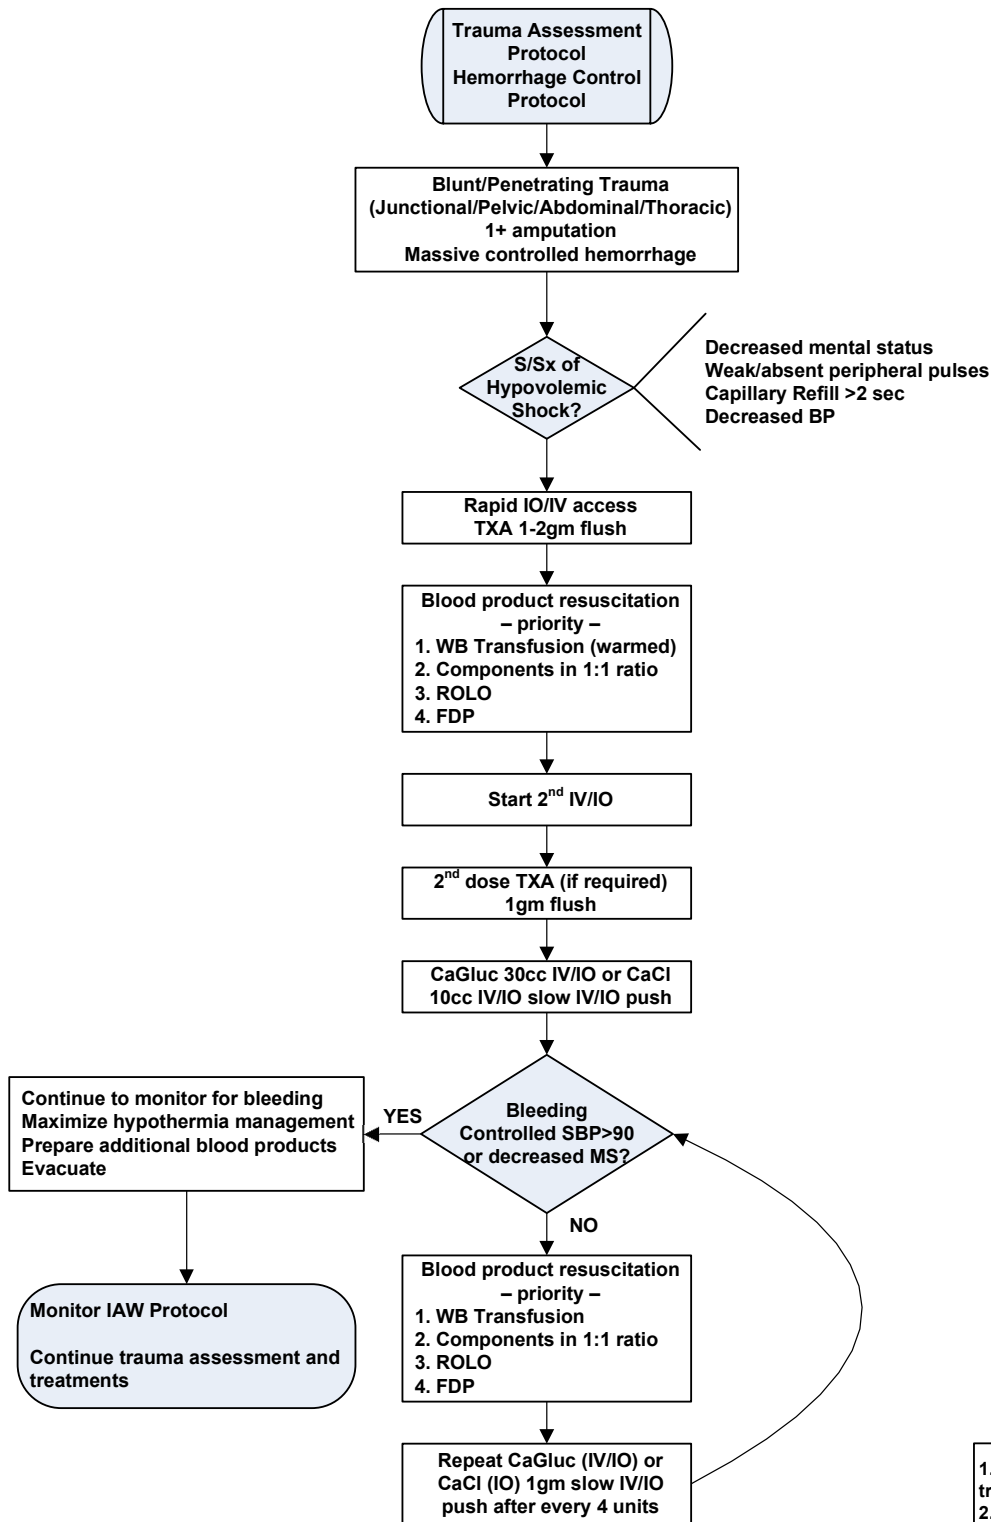 Trauma Assessment
Protocol
Hemorrhage Control
Protocol
Blunt/Penetrating Trauma
(Junctional/Pelvic/Abdominal/Thoracic)
1+ amputation
Massive controlled hemorrhage
S/Sx of
Hypovolemic
Shock?
Decreased mental status
Weak/absent peripheral pulses
Capillary Refill >2 sec
Decreased BP
Rapid IO/IV access
TXA 1-2gm flush
Blood product resuscitation
– priority –
1. WB Transfusion (warmed)
2. Components in 1:1 ratio
3. ROLO
4. FDP
Start 2nd IV/IO
2nd dose TXA (if required)
1gm flush
CaGluc 30cc IV/IO or CaCl
10cc IV/IO slow IV/IO push
Bleeding
Controlled SBP>90
or decreased MS?
YES
Continue to monitor for bleeding
Maximize hypothermia management
Prepare additional blood products
Evacuate
Monitor IAW Protocol
Continue trauma assessment and
treatments
NO
Blood product resuscitation
– priority –
1. WB Transfusion
2. Components in 1:1 ratio
3. ROLO
4. FDP
Repeat CaGluc (IV/IO) or
CaCl (IO) 1gm slow IV/IO
push after every 4 units
1.
2.